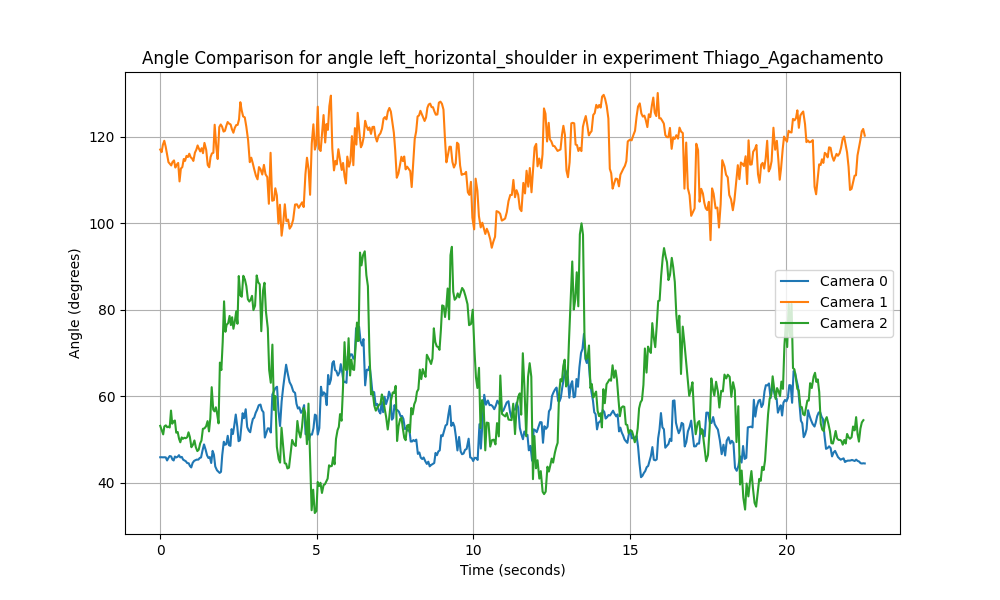 Angle Comparison for angle left_horizontal_shoulder in experiment Thiago_Agachamento
Angle (degrees)
120
100
80
60
40
Camera 0
Camera 1
Camera 2
0 5 10 15 20
Time (seconds)